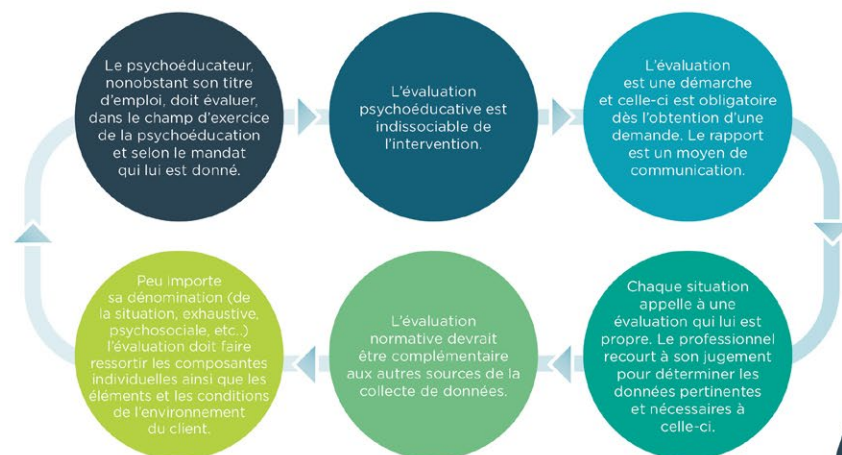 Le psychoéducateur,
nonobstant son titre
d'emploi, doit évaluer,
dans le champ d'exercice
de la psychoéducation
et selon le mandat
qui lui est donné.
L'évaluation
psychoéducative est
indissociable de
l'intervention.
L'évaluation
est une démarche
et celle-ci est obligatoire
dès l'obtention d'une
demande. Le rapport
est un moyen de
communication.
Chaque situation
appelle à une
évaluation qui lui est
propre. Le professionnel
recourt à son jugement
pour déterminer les
données pertinentes
et nécessaires à
celle-ci.
L'évaluation
normative devrait
être complémentaire
aux autres sources de la
collecte de données.
Peu importe
sa dénomination (de
la situation, exhaustive,
psychosociale, etc..)
l'évaluation doit faire
ressortir les composantes
individuelles ainsi que les
éléments et les conditions
de l'environnement
du client.